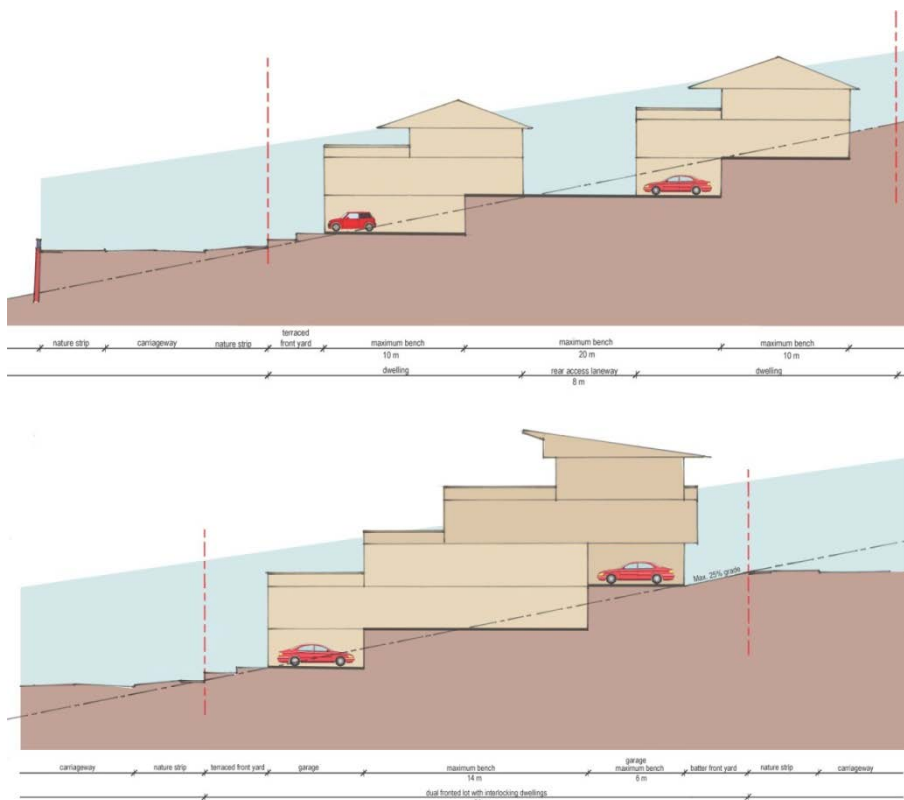 nature strip
carriageway
nature strip
terraced
front yard
maximum bench
10 m
maximum bench
20 m
maximum bench
10 m
dwelling
rear access laneway
8 m
dwelling
Max. 25% grade
carriageway
nature strip
terraced front yard
garage
maximum bench
14 m
garage
maximum bench
6 m
batter front yard
nature strip
carriageway
dual fronted lot with interlocking dwellings